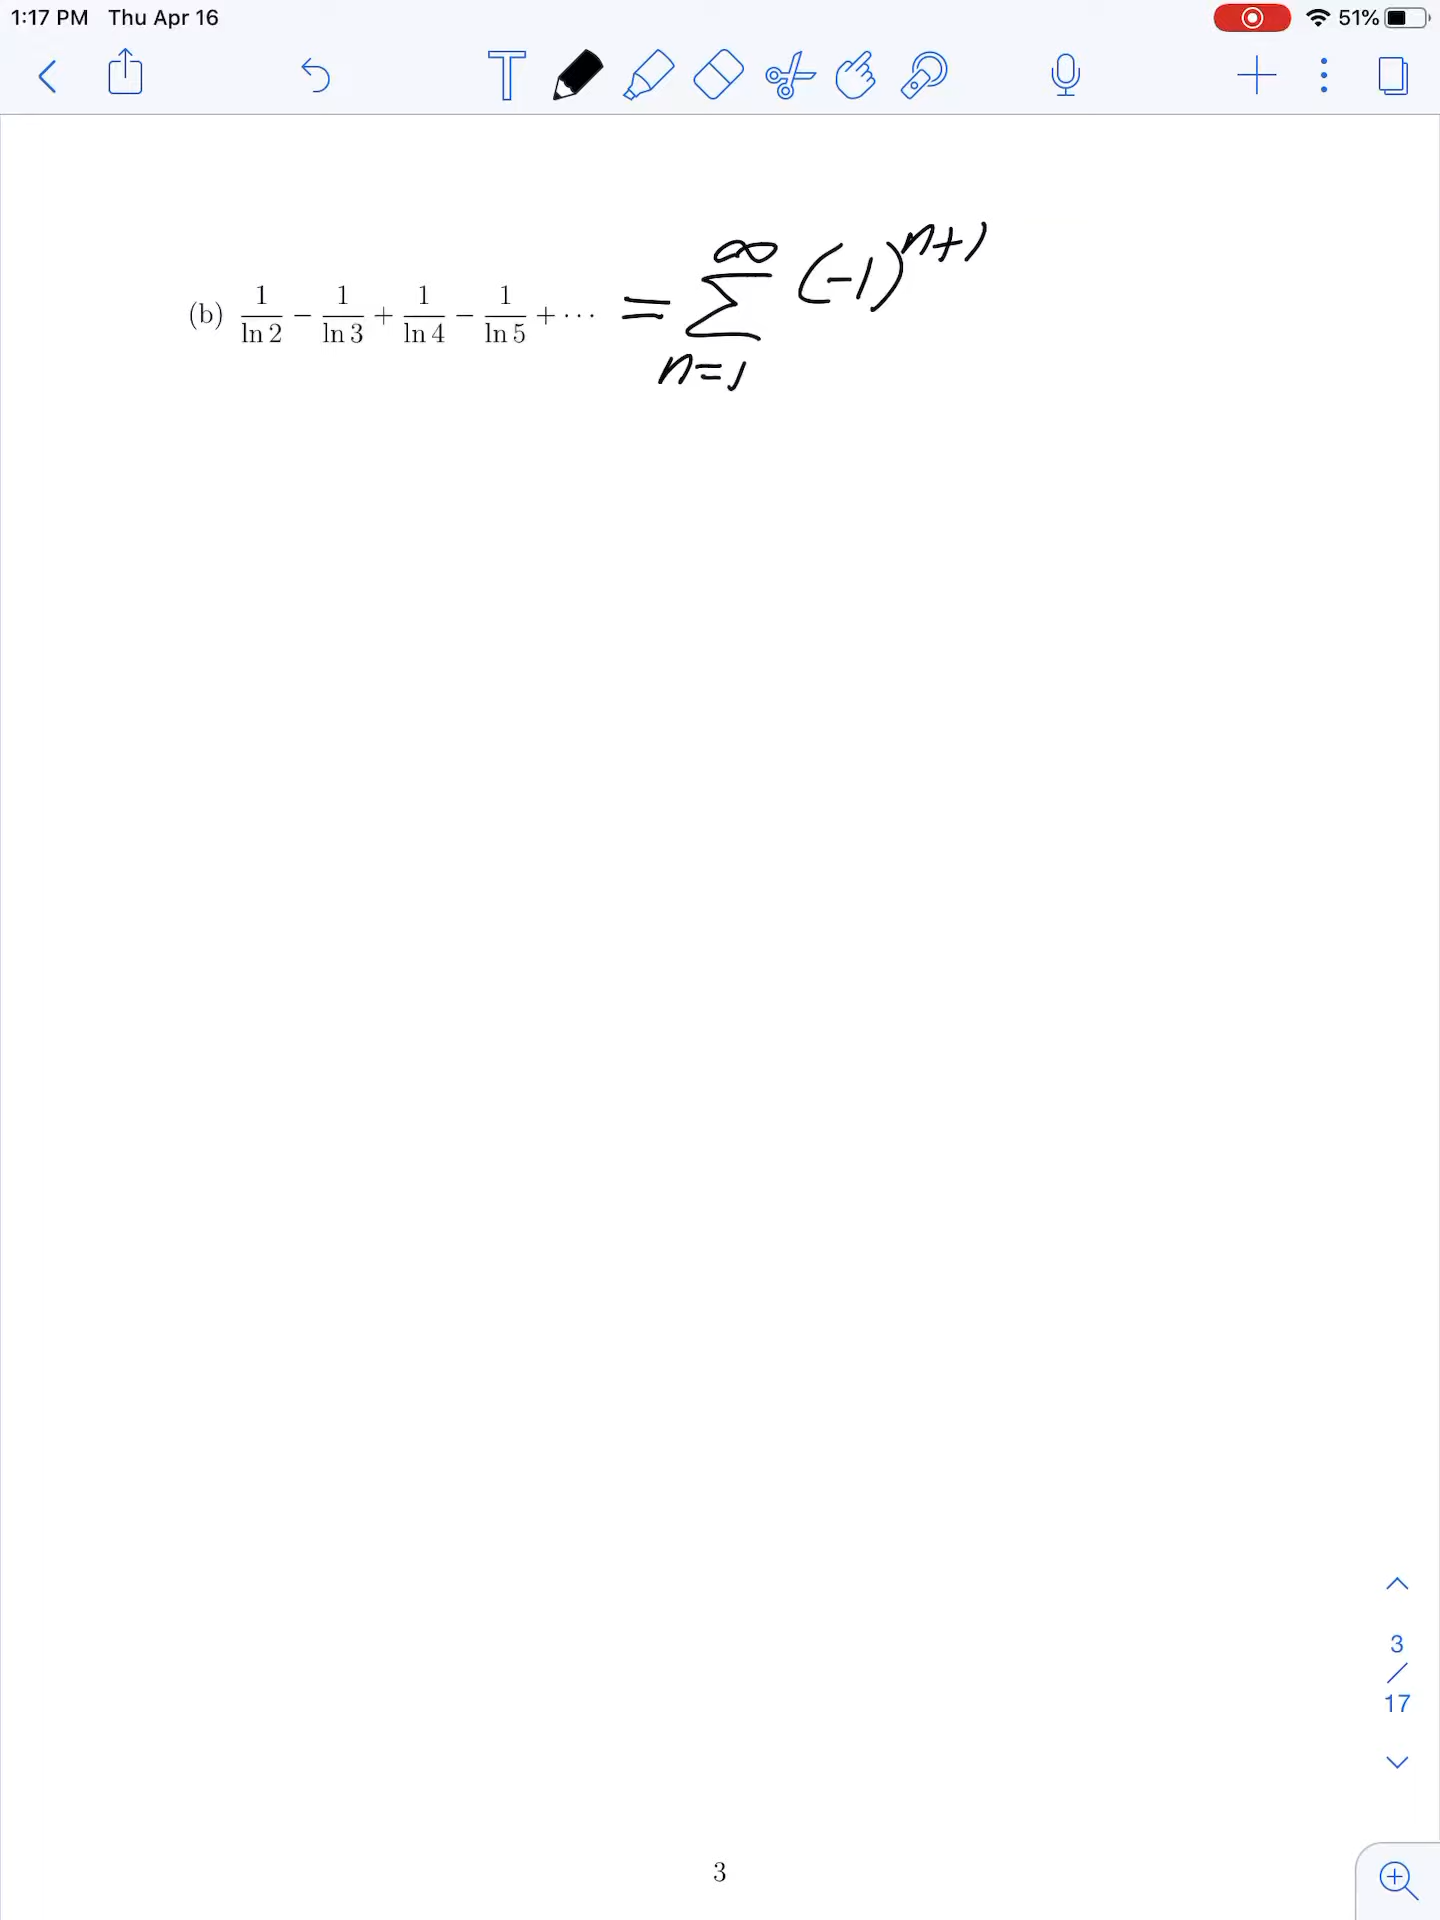 1:17 PM Thu Apr 16 51%
T
(b) 1/ln 2 − 1/ln 3 + 1/ln 4 − 1/ln 5 + ··· = ∑_{n=1}^{∞} (-1)^{n+1}
3
/
17
3